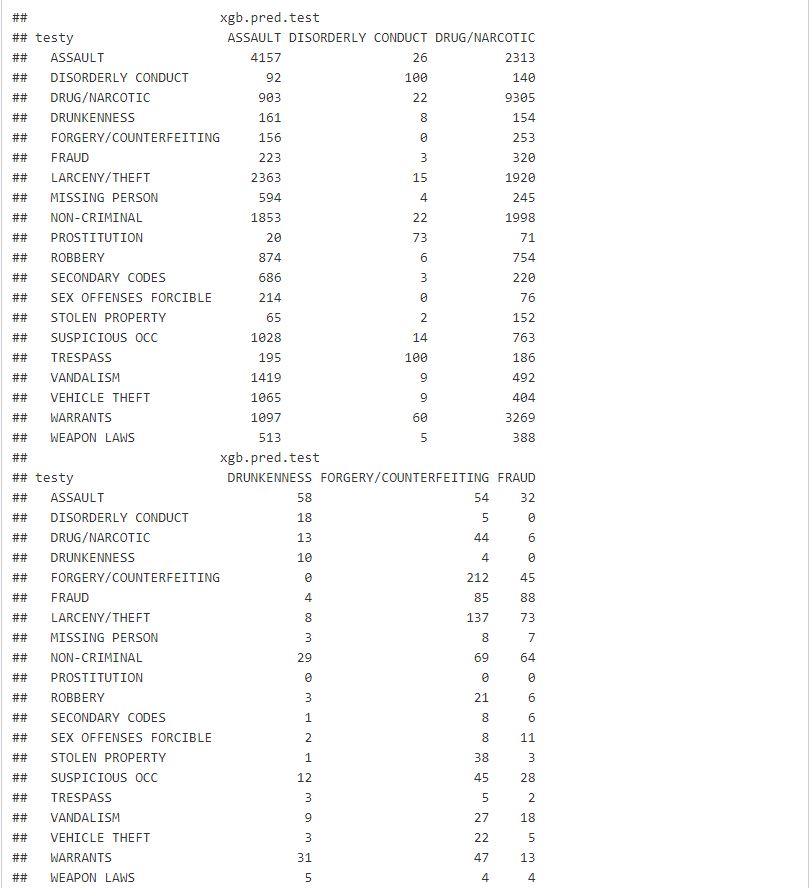 ## xgb.pred.test
## testy ASSAULT DISORDERLY CONDUCT DRUG/NARCOTIC
## ASSAULT 4157 26 2313
## DISORDERLY CONDUCT 92 100 140
## DRUG/NARCOTIC 903 22 9305
## DRUNKENNESS 161 8 154
## FORGERY/COUNTERFEITING 156 0 253
## FRAUD 223 3 320
## LARCENY/THEFT 2363 15 1920
## MISSING PERSON 594 4 245
## NON-CRIMINAL 1853 22 1998
## PROSTITUTION 20 73 71
## ROBBERY 874 6 754
## SECONDARY CODES 686 3 220
## SEX OFFENSES FORCIBLE 214 0 76
## STOLEN PROPERTY 65 2 152
## SUSPICIOUS OCC 1028 14 763
## TRESPASS 195 100 186
## VANDALISM 1419 9 492
## VEHICLE THEFT 1065 9 404
## WARRANTS 1097 60 3269
## WEAPON LAWS 513 5 388
## xgb.pred.test
## testy DRUNKENNESS FORGERY/COUNTERFEITING FRAUD
## ASSAULT 58 54 32
## DISORDERLY CONDUCT 18 5 0
## DRUG/NARCOTIC 13 44 6
## DRUNKENNESS 10 4 0
## FORGERY/COUNTERFEITING 0 212 45
## FRAUD 4 85 88
## LARCENY/THEFT 8 137 73
## MISSING PERSON 3 8 7
## NON-CRIMINAL 29 69 64
## PROSTITUTION 0 0 0
## ROBBERY 3 21 6
## SECONDARY CODES 1 8 6
## SEX OFFENSES FORCIBLE 2 8 11
## STOLEN PROPERTY 1 38 3
## SUSPICIOUS OCC 12 45 28
## TRESPASS 3 5 2
## VANDALISM 9 27 18
## VEHICLE THEFT 3 22 5
## WARRANTS 31 47 13
## WEAPON LAWS 5 4 4